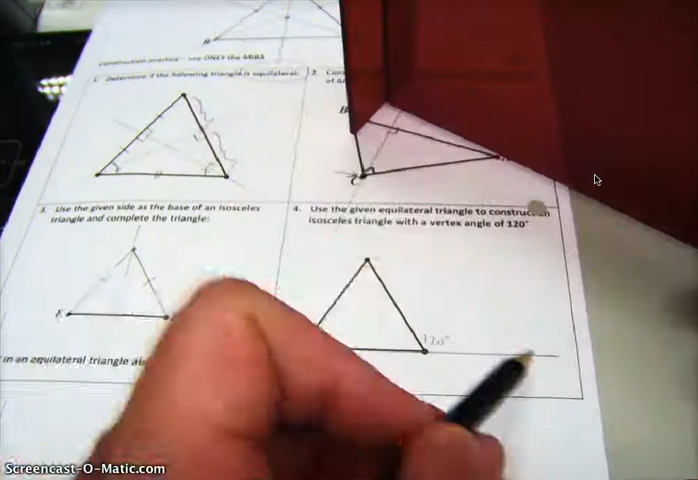 Construction practice - use ONLY the MIRA
1. Determine if the following triangle is equilateral:
2. Con
of
B
C
3. Use the given side as the base of an isosceles
triangle and complete the triangle:
4. Use the given equilateral triangle to construct an
isosceles triangle with a vertex angle of 120°
120°
in an equilateral triangle
Screencast-O-Matic.com